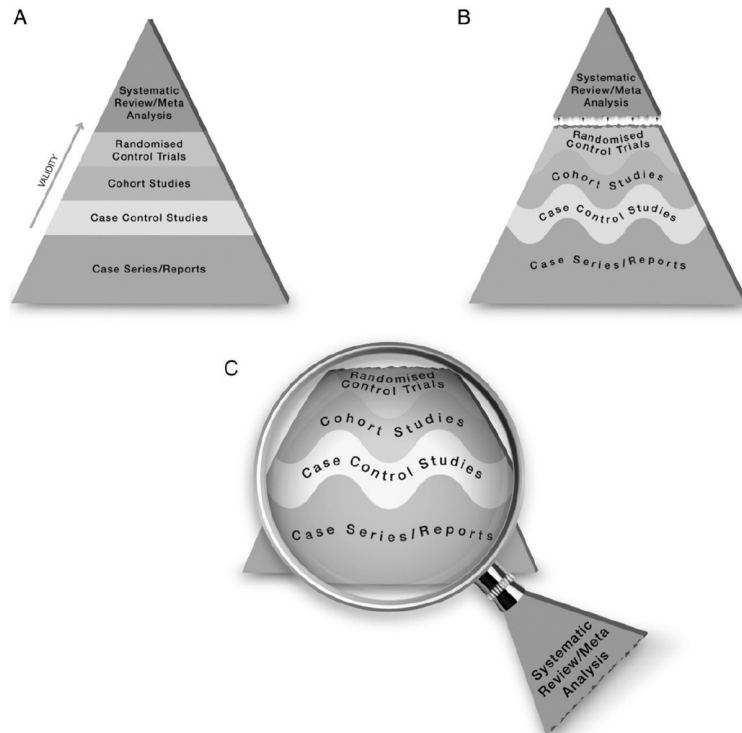 A
Systematic
Review/Meta
Analysis
Randomised
Control Trials
Cohort Studies
Case Control Studies
Case Series/Reports
VALIDITY
B
Systematic
Review/Meta
Analysis
Randomised
Control Trials
Cohort Studies
Case Control Studies
Case Series/Reports
C
Randomised
Control Trials
Cohort Studies
Case Control Studies
Case Series/Reports
Systematic
Review/Meta
Analysis